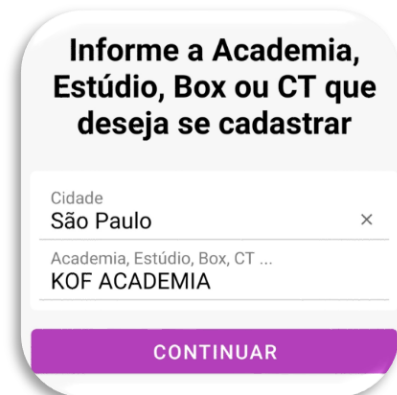 Informe a Academia,
Estúdio, Box ou CT que
deseja se cadastrar
Cidade
São Paulo ×
Academia, Estúdio, Box, CT ...
KOF ACADEMIA
CONTINUAR